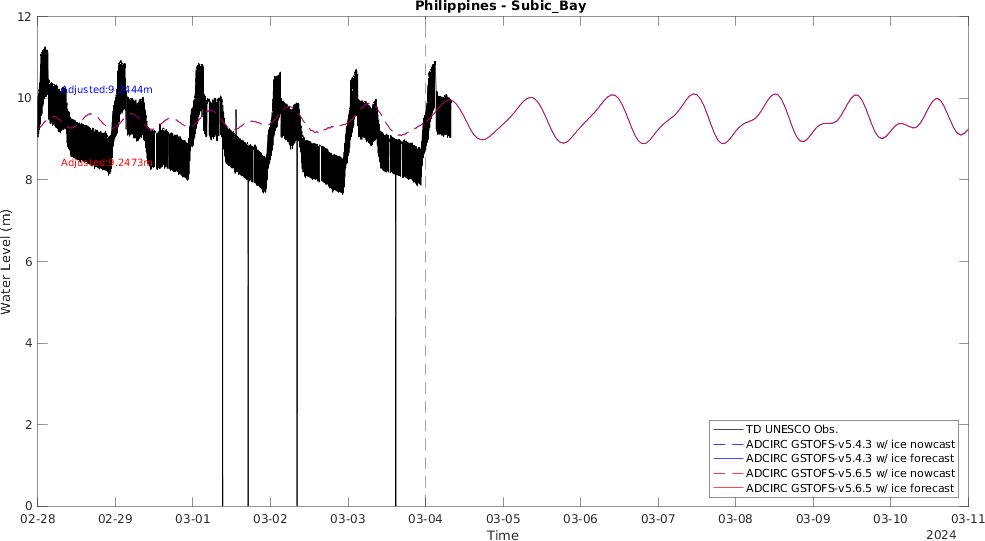 Philippines - Subic_Bay
12
10
8
6
4
2
0
Water Level (m)
Adjusted:9.2444m
Adjusted:9.2473m
TD UNESCO Obs.
ADCIRC GSTOFS-v5.4.3 w/ ice nowcast
ADCIRC GSTOFS-v5.4.3 w/ ice forecast
ADCIRC GSTOFS-v5.6.5 w/ ice nowcast
ADCIRC GSTOFS-v5.6.5 w/ ice forecast
02-28 02-29 03-01 03-02 03-03 03-04 03-05 03-06 03-07 03-08 03-09 03-10 03-11
Time
2024